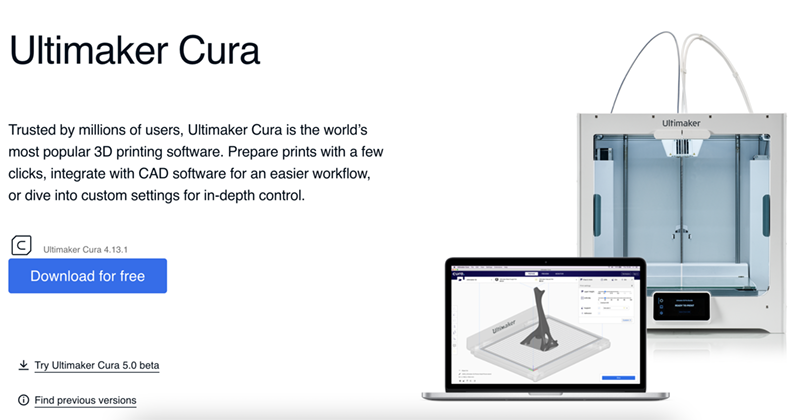 Ultimaker Cura
Trusted by millions of users, Ultimaker Cura is the world's
most popular 3D printing software. Prepare prints with a few
clicks, integrate with CAD software for an easier workflow,
or dive into custom settings for in-depth control.
Ultimaker Cura 4.13.1
Download for free
Try Ultimaker Cura 5.0 beta
Find previous versions
Ultimaker
Cura
Ultimaker